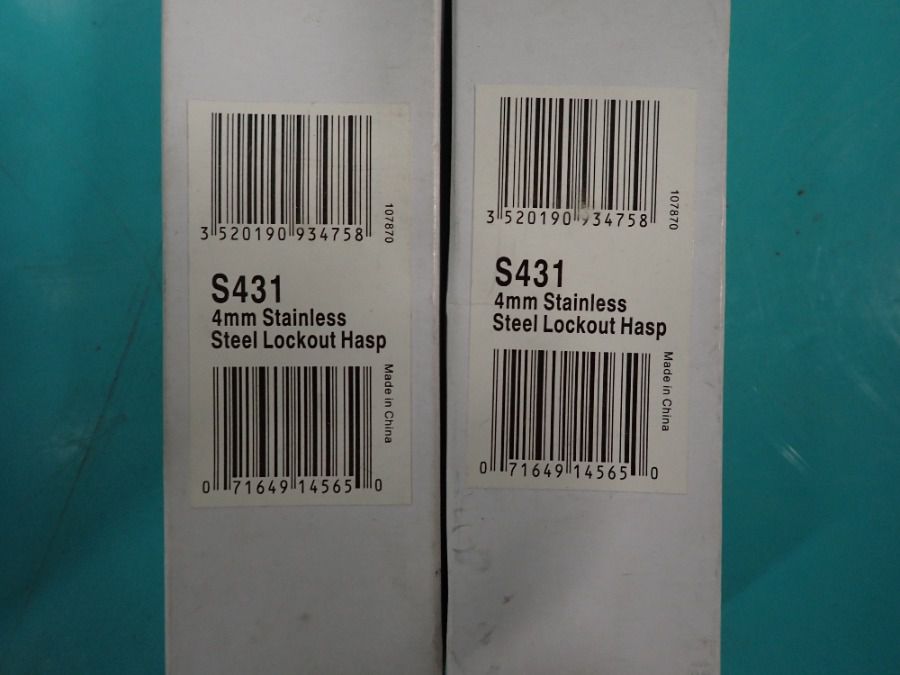 3 520190 934758
107870
S431
4mm Stainless
Steel Lockout Hasp
Made in China
0 71649 14565 0
3 520190 934758
107870
S431
4mm Stainless
Steel Lockout Hasp
Made in China
0 71649 14565 0